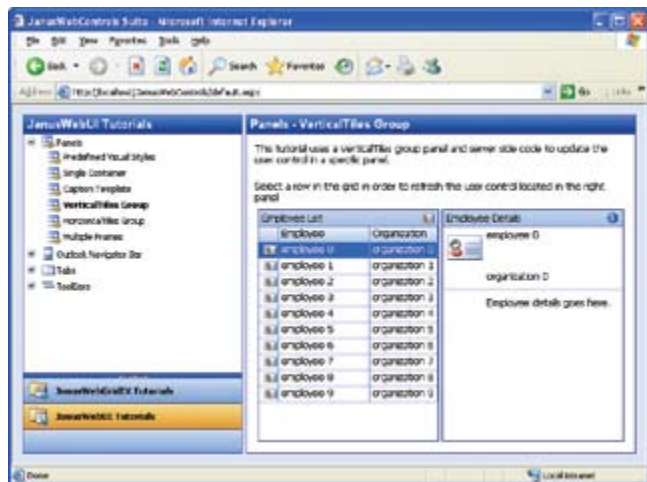 JanusWebControls Suite - Microsoft Internet Explorer
File Edit View Favorites Tools Help
Back Search Favorites
Address Go Links
JanusWebUI Tutorials
Panels
Predefined Visual Styles
Single Container
Caption Template
VerticalTiles Group
HorizontalTiles Group
Multiple Frames
Outlook Navigator Bar
Tabs
ToolBars
JanusWebGridEX Tutorials
JanusWebUI Tutorials
Panels - VerticalTiles Group
This tutorial uses a VerticalTiles group panel and server side code to update the
user control in a specific panel.
Select a row in the grid in order to refresh the user control located in the right
panel
Employee List
Employee Organization
employee 0 organization 0
employee 1 organization 1
employee 2 organization 2
employee 3 organization 3
employee 4 organization 4
employee 5 organization 5
employee 6 organization 6
employee 7 organization 7
employee 8 organization 8
employee 9 organization 9
Employee Details
employee 0
organization 0
Employee details goes here.
Done Local intranet